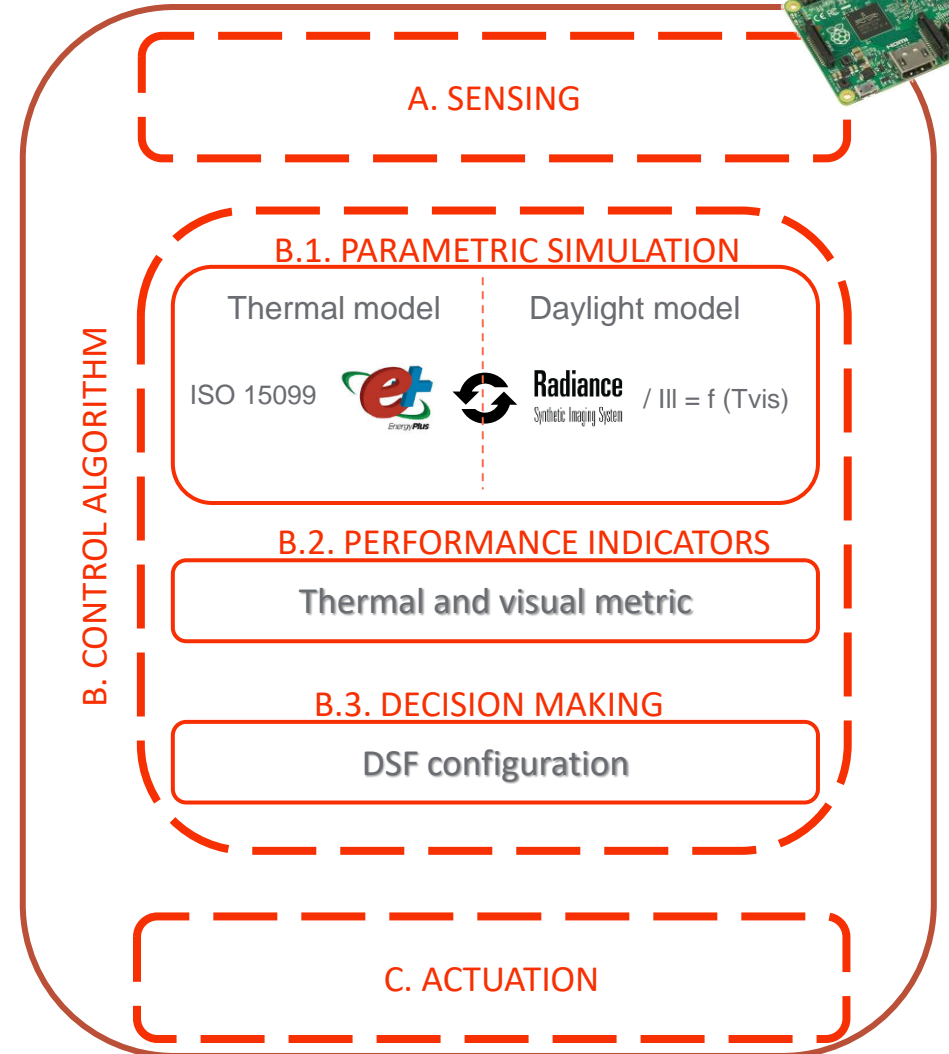 HDMI
A. SENSING
B. CONTROL ALGORITHM
B.1. PARAMETRIC SIMULATION
Thermal model
Daylight model
ISO 15099
e+
EnergyPlus
Radiance
Synthetic Imaging System
/ Ill = f (Tvis)
B.2. PERFORMANCE INDICATORS
Thermal and visual metric
B.3. DECISION MAKING
DSF configuration
C. ACTUATION